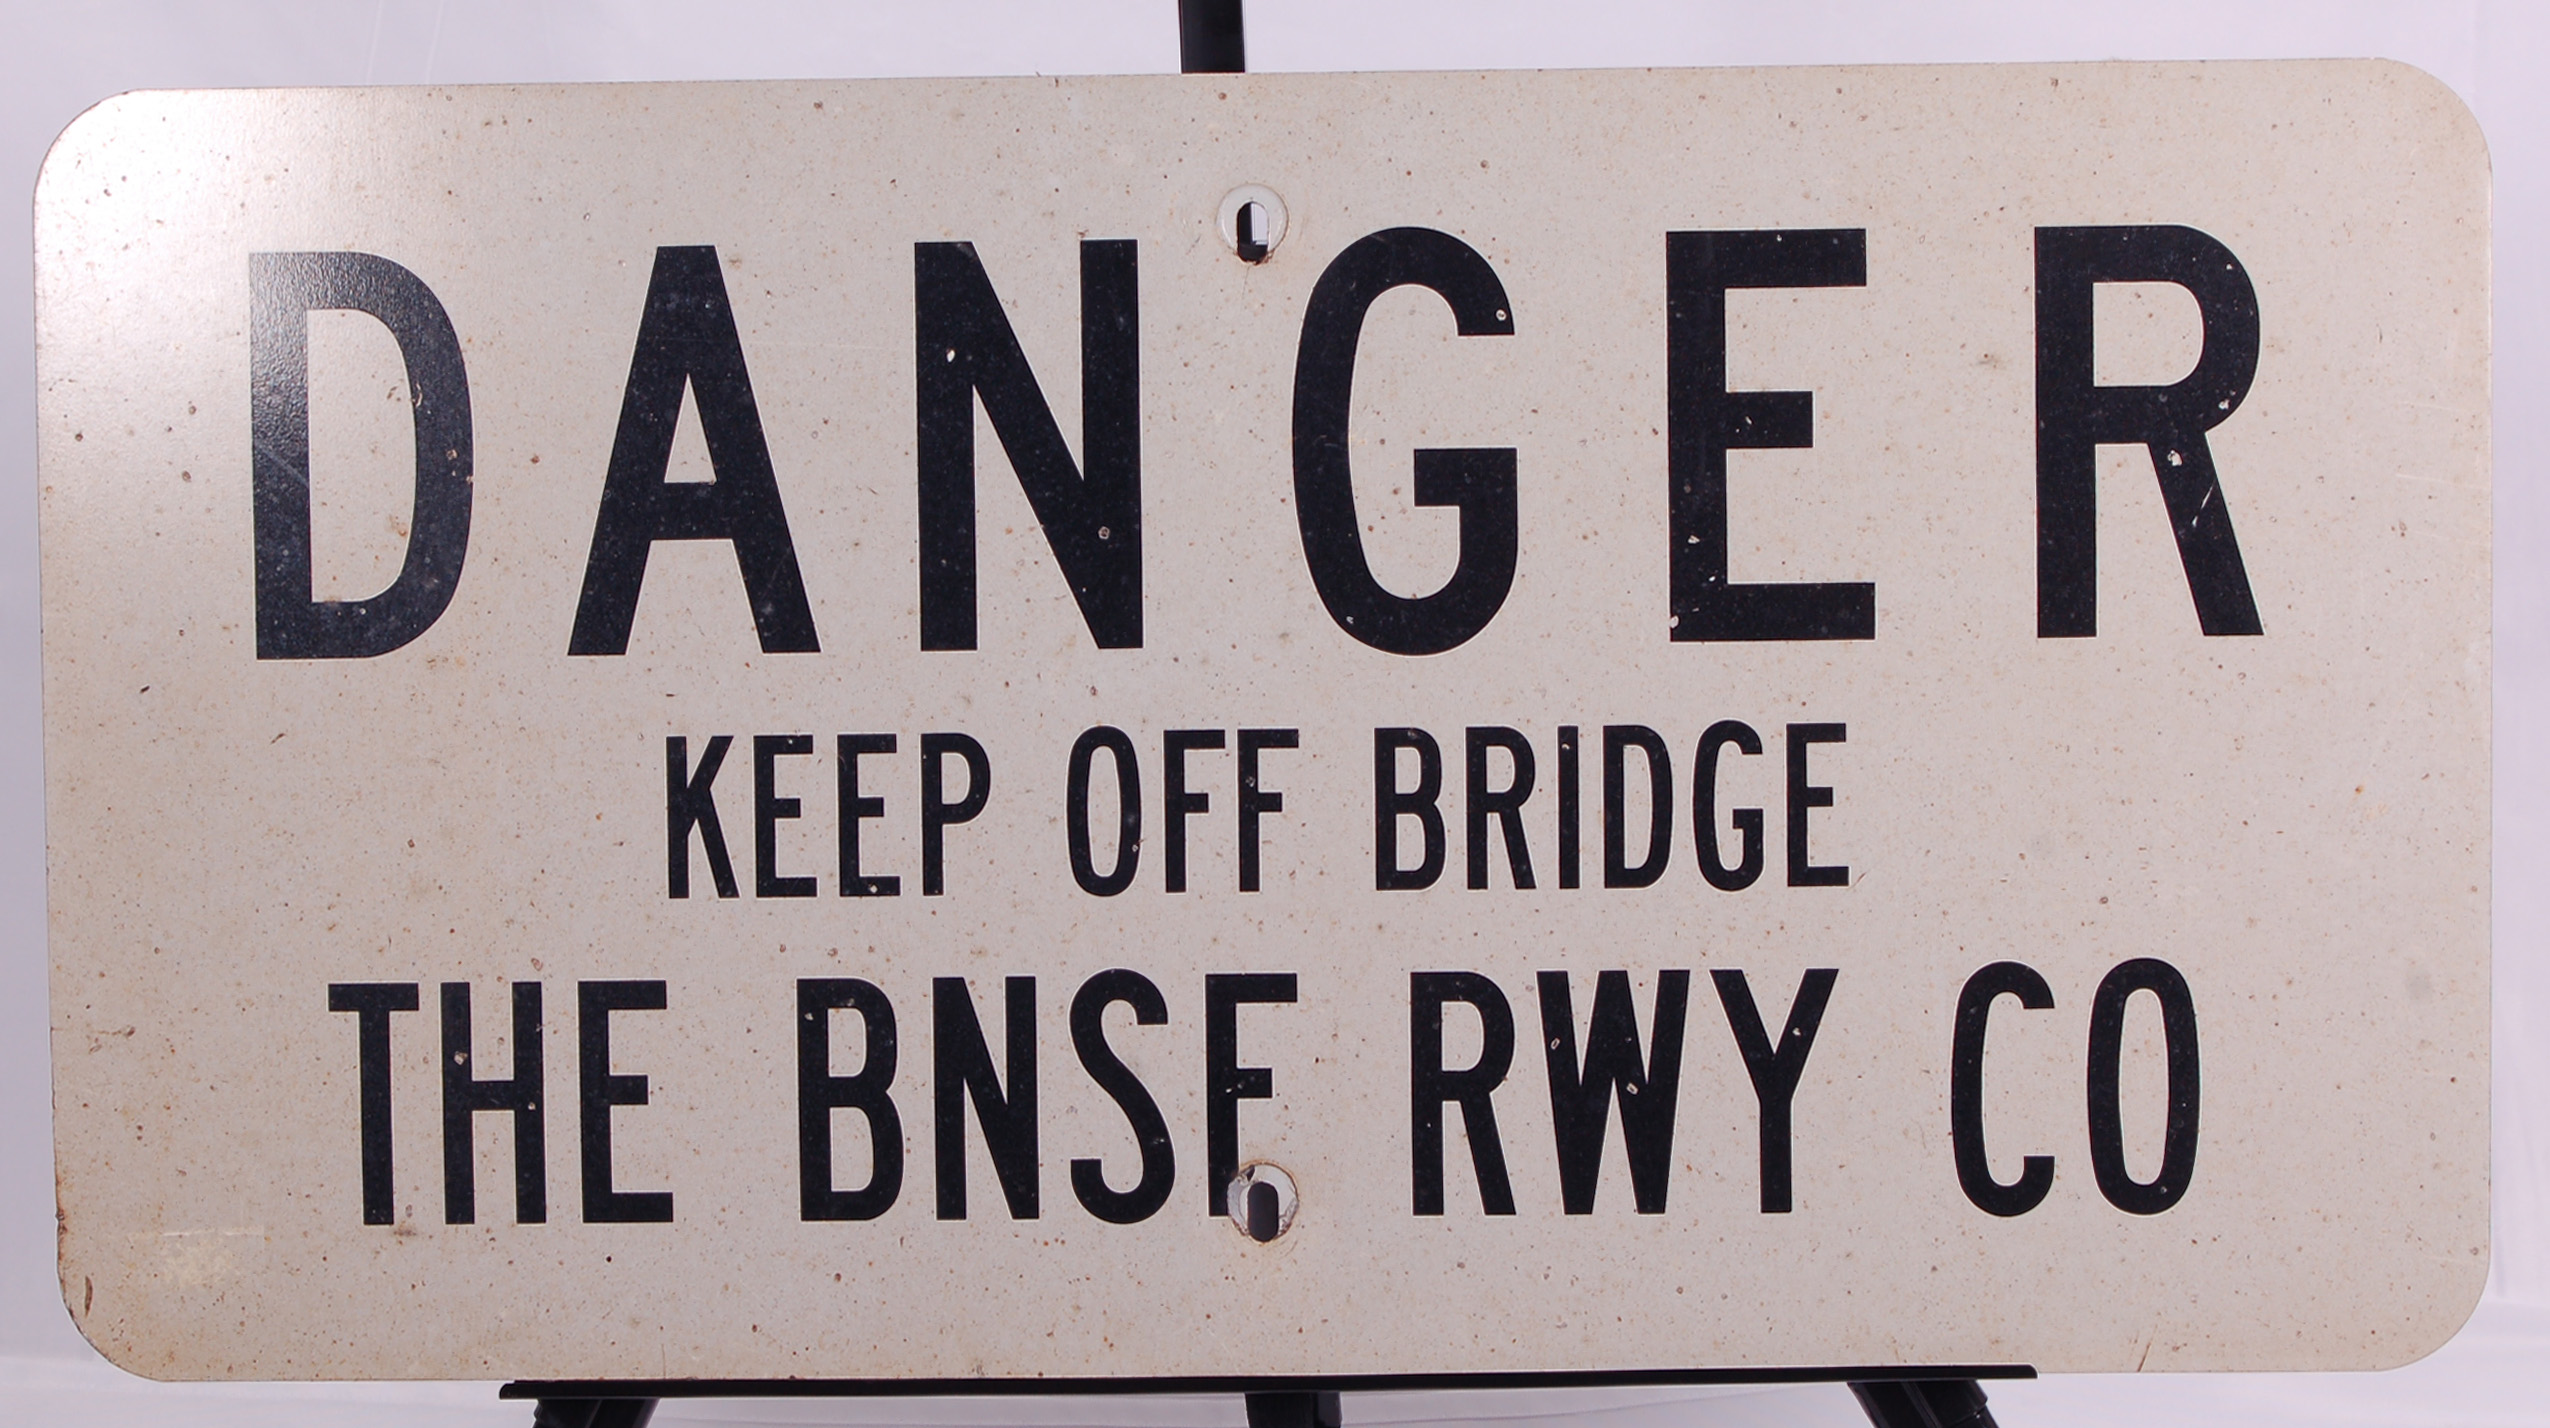 DANGER
KEEP OFF BRIDGE
THE BNSF RWY CO